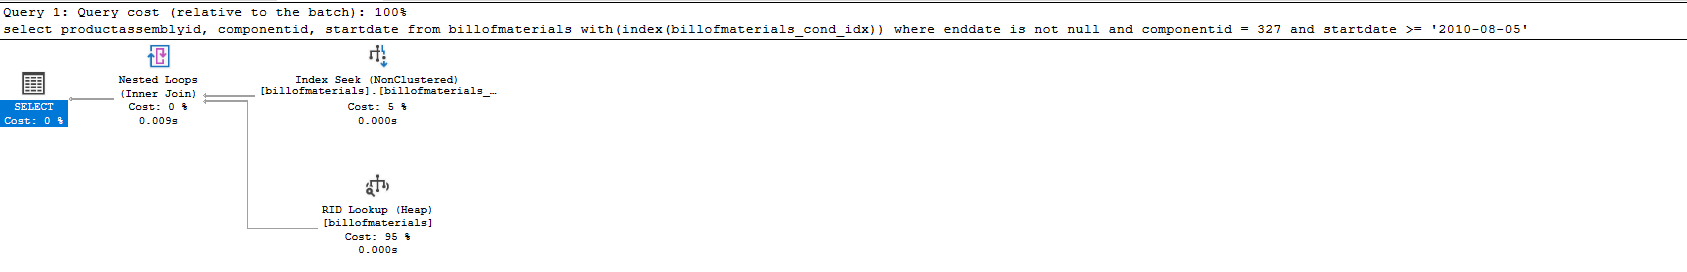 Query 1: Query cost (relative to the batch): 100%
select productassemblyid, componentid, startdate from billofmaterials with(index(billofmaterials_cond_idx)) where enddate is not null and componentid = 327 and startdate >= '2010-08-05'
SELECT
Cost: 0 %
Nested Loops
(Inner Join)
Cost: 0 %
0.009s
Index Seek (NonClustered)
[billofmaterials].[billofmaterials_…
Cost: 5 %
0.000s
RID Lookup (Heap)
[billofmaterials]
Cost: 95 %
0.000s